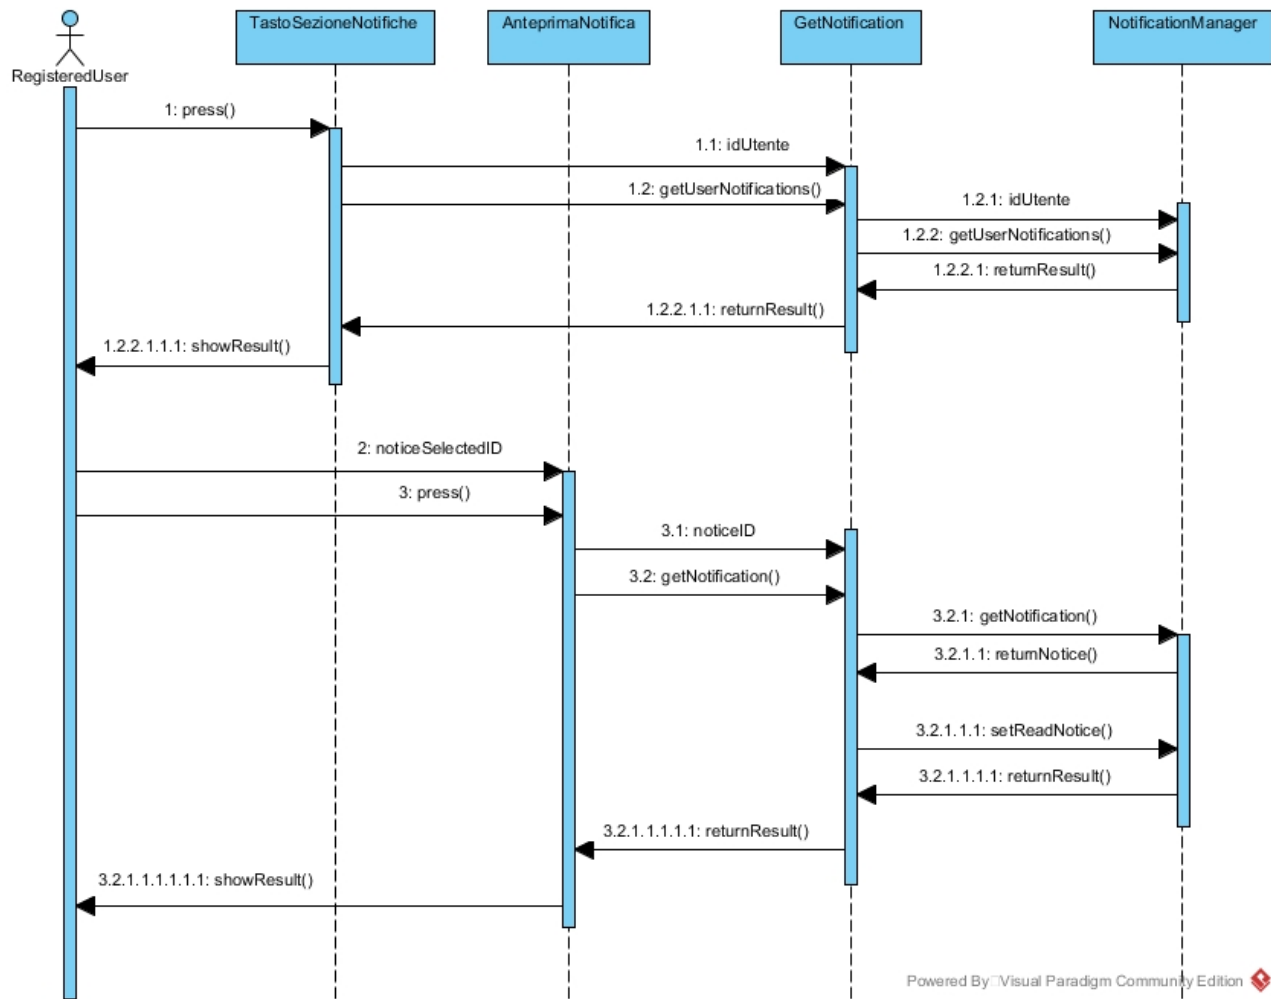 TastoSezioneNotifiche
AnteprimaNotifica
GetNotification
NotificationManager
RegisteredUser
1: press()
1.1: idUtente
1.2: getUserNotifications()
1.2.1: idUtente
1.2.2: getUserNotifications()
1.2.2.1: returnResult()
1.2.2.1.1: returnResult()
1.2.2.1.1.1: showResult()
2: noticeSelectedID
3: press()
3.1: noticeID
3.2: getNotification()
3.2.1: getNotification()
3.2.1.1: returnNotice()
3.2.1.1.1: setReadNotice()
3.2.1.1.1.1: returnResult()
3.2.1.1.1.1.1: returnResult()
3.2.1.1.1.1.1.1: showResult()
Powered By Visual Paradigm Community Edition